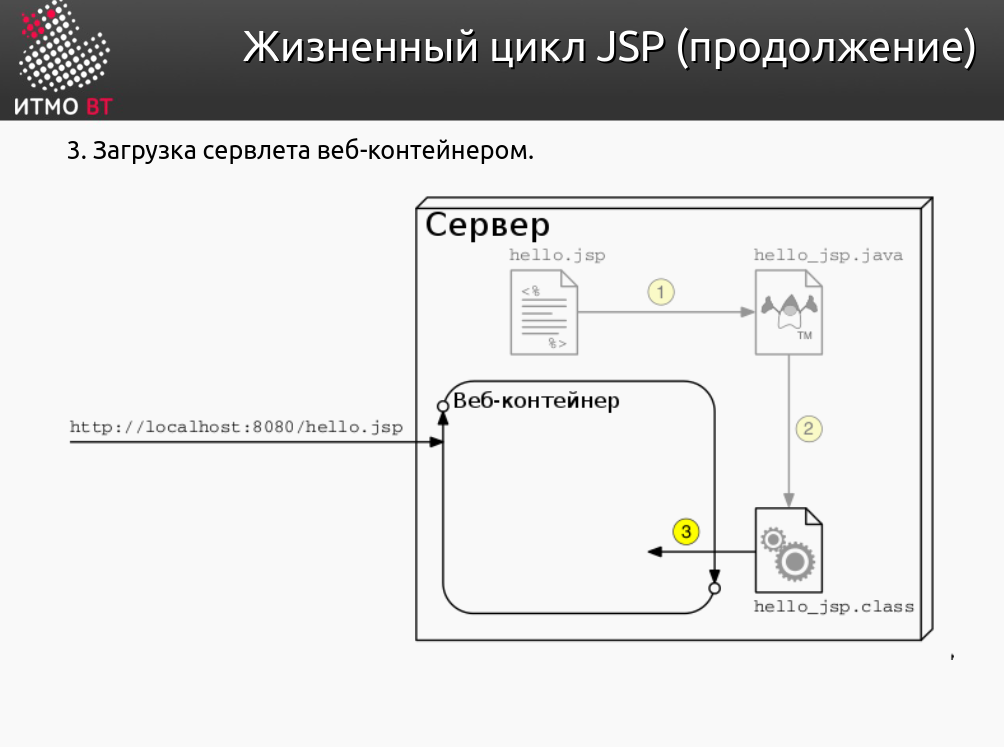 Жизненный цикл JSP (продолжение)
ИТМО ВТ
3. Загрузка сервлета веб-контейнером.
Сервер
hello.jsp
hello_jsp.java
<%
%>
1
TM
Веб-контейнер
http://localhost:8080/hello.jsp
2
3
hello_jsp.class
,